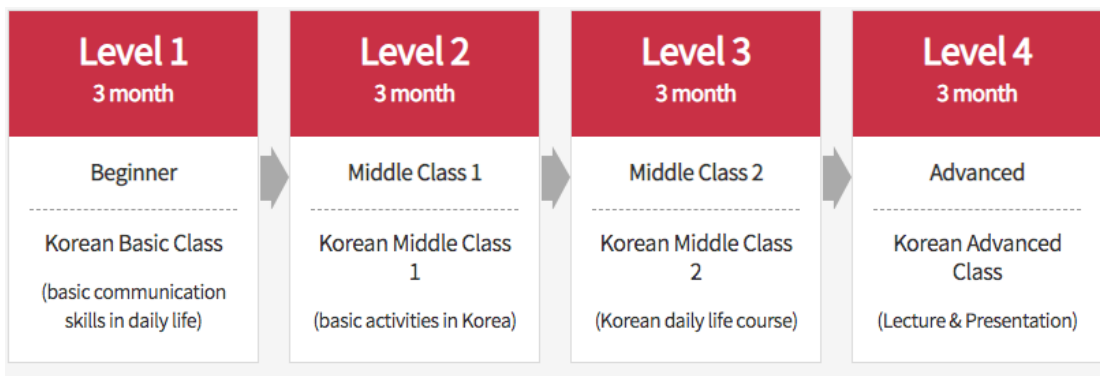 Level 1
3 month
Beginner
Korean Basic Class
(basic communication
skills in daily life)
Level 2
3 month
Middle Class 1
Korean Middle Class
1
(basic activities in Korea)
Level 3
3 month
Middle Class 2
Korean Middle Class
2
(Korean daily life course)
Level 4
3 month
Advanced
Korean Advanced
Class
(Lecture & Presentation)